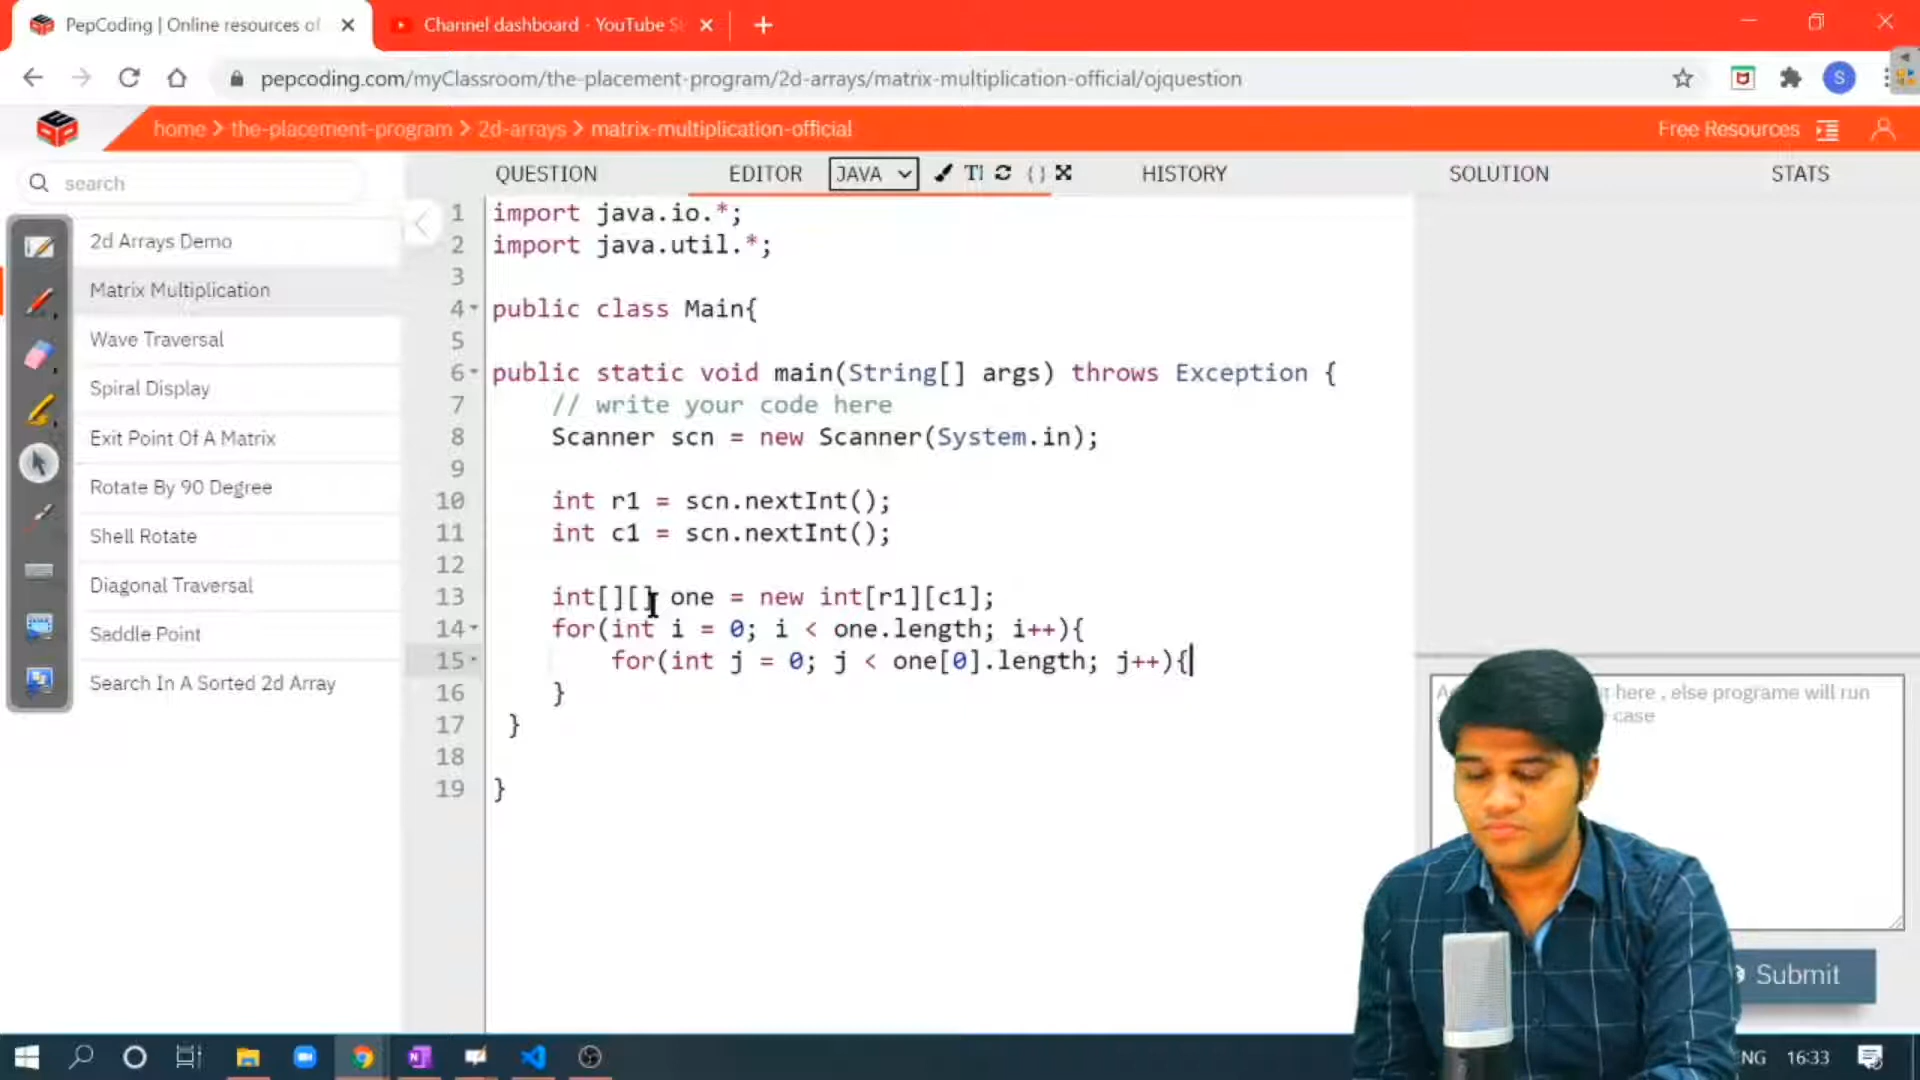 PepCoding | Online resources of
Channel dashboard - YouTube S
pepcoding.com/myClassroom/the-placement-program/2d-arrays/matrix-multiplication-official/ojquestion
S
home > the-placement-program > 2d-arrays > matrix-multiplication-official
Free Resources
search
QUESTION
EDITOR
JAVA
HISTORY
SOLUTION
STATS
2d Arrays Demo
Matrix Multiplication
Wave Traversal
Spiral Display
Exit Point Of A Matrix
Rotate By 90 Degree
Shell Rotate
Diagonal Traversal
Saddle Point
Search In A Sorted 2d Array
1 import java.io.*;
2 import java.util.*;
3
4 public class Main{
5
6 public static void main(String[] args) throws Exception {
7 // write your code here
8 Scanner scn = new Scanner(System.in);
9
10 int r1 = scn.nextInt();
11 int c1 = scn.nextInt();
12
13 int[][] one = new int[r1][c1];
14 for(int i = 0; i < one.length; i++){
15 for(int j = 0; j < one[0].length; j++){
16 }
17 }
18
19 }
here , else programe will run
case
Submit
NG
16:33